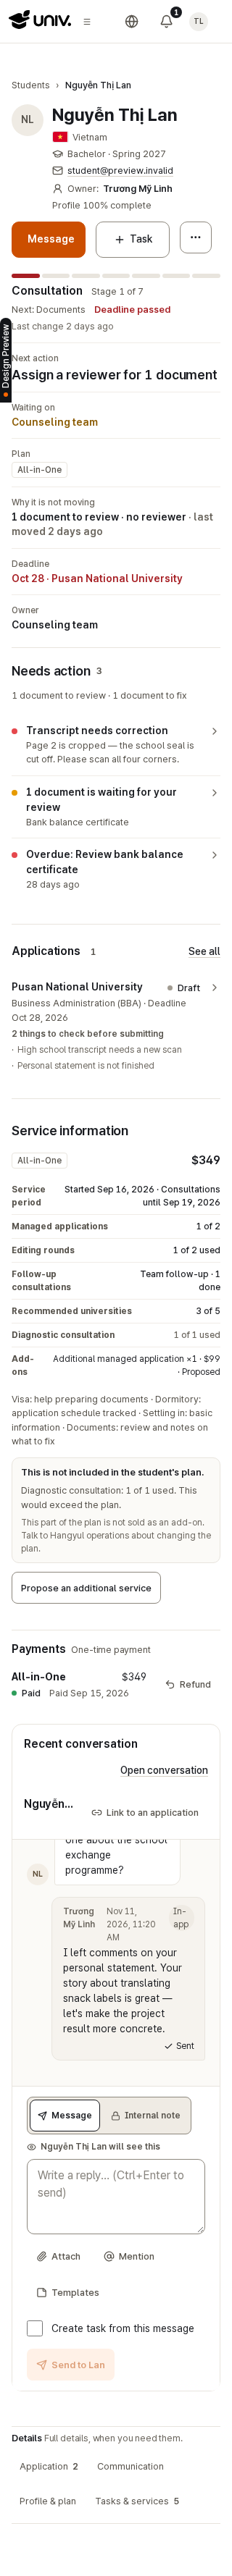 UNIV.
1
TL
Students › Nguyễn Thị Lan
NL
Nguyễn Thị Lan
Vietnam
Bachelor · Spring 2027
student@preview.invalid
Owner: Trương Mỹ Linh
Profile 100% complete
Message
Task
Consultation Stage 1 of 7
Next: Documents Deadline passed
Last change 2 days ago
Design Preview
Next action
Assign a reviewer for 1 document
Waiting on
Counseling team
Plan
All-in-One
Why it is not moving
1 document to review · no reviewer · last
moved 2 days ago
Deadline
Oct 28 · Pusan National University
Owner
Counseling team
Needs action 3
1 document to review · 1 document to fix
Transcript needs correction
Page 2 is cropped — the school seal is
cut off. Please scan all four corners.
1 document is waiting for your
review
Bank balance certificate
Overdue: Review bank balance
certificate
28 days ago
Applications 1
See all
Pusan National University
Draft
Business Administration (BBA) · Deadline
Oct 28, 2026
2 things to check before submitting
· High school transcript needs a new scan
· Personal statement is not finished
Service information
All-in-One
$349
Service
period
Started Sep 16, 2026 · Consultations
until Sep 19, 2026
Managed applications
1 of 2
Editing rounds
1 of 2 used
Follow-up
consultations
Team follow-up · 1
done
Recommended universities
3 of 5
Diagnostic consultation
1 of 1 used
Add-
ons
Additional managed application ×1 · $99
· Proposed
Visa: help preparing documents · Dormitory:
application schedule tracked · Settling in: basic
information · Documents: review and notes on
what to fix
This is not included in the student's plan.
Diagnostic consultation: 1 of 1 used. This
would exceed the plan.
This part of the plan is not sold as an add-on.
Talk to Hangyul operations about changing the
plan.
Propose an additional service
Payments One-time payment
All-in-One
$349
Paid Paid Sep 15, 2026
Refund
Recent conversation
Open conversation
Nguyễn...
Link to an application
one about the school
exchange
programme?
NL
Trương
Mỹ Linh
Nov 11,
2026, 11:20
AM
In-
app
I left comments on your
personal statement. Your
story about translating
snack labels is great —
let's make the project
result more concrete.
Sent
Message
Internal note
Nguyễn Thị Lan will see this
Write a reply... (Ctrl+Enter to
send)
Attach
Mention
Templates
Create task from this message
Send to Lan
Details Full details, when you need them.
Application 2
Communication
Profile & plan
Tasks & services 5